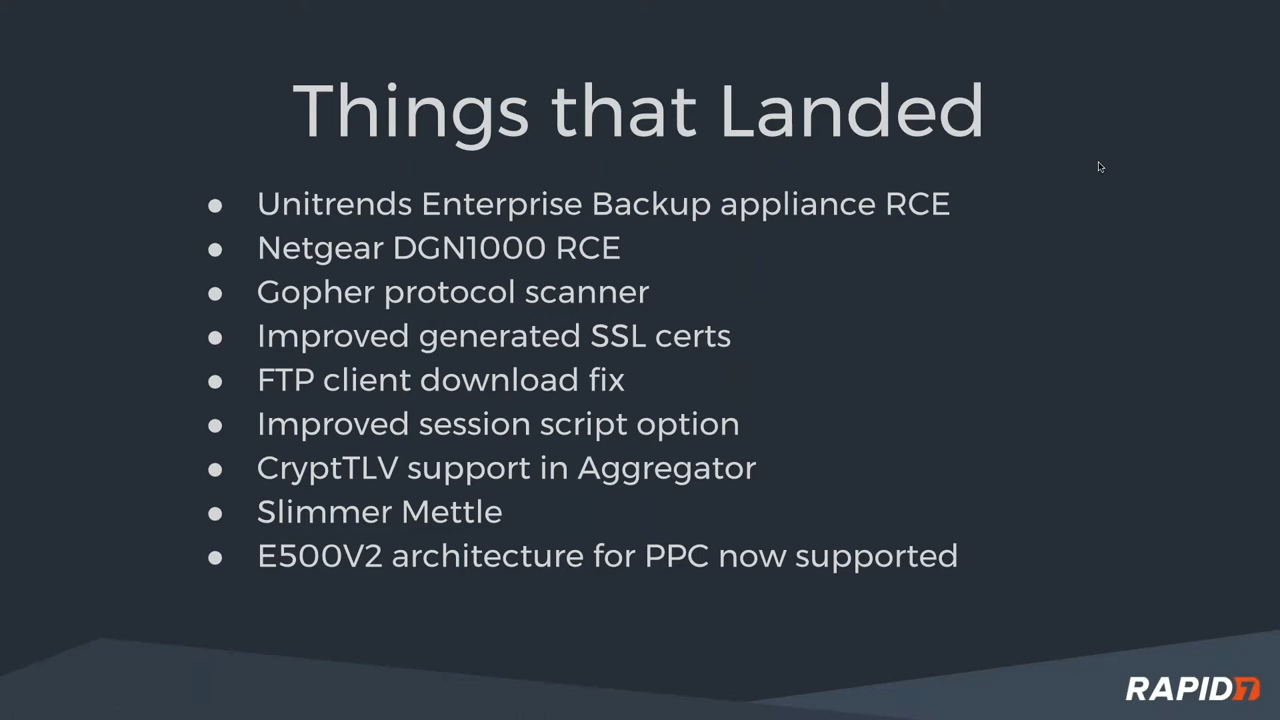 Things that Landed
● Unitrends Enterprise Backup appliance RCE
● Netgear DGN1000 RCE
● Gopher protocol scanner
● Improved generated SSL certs
● FTP client download fix
● Improved session script option
● CryptTLV support in Aggregator
● Slimmer Mettle
● E500V2 architecture for PPC now supported
RAPID7